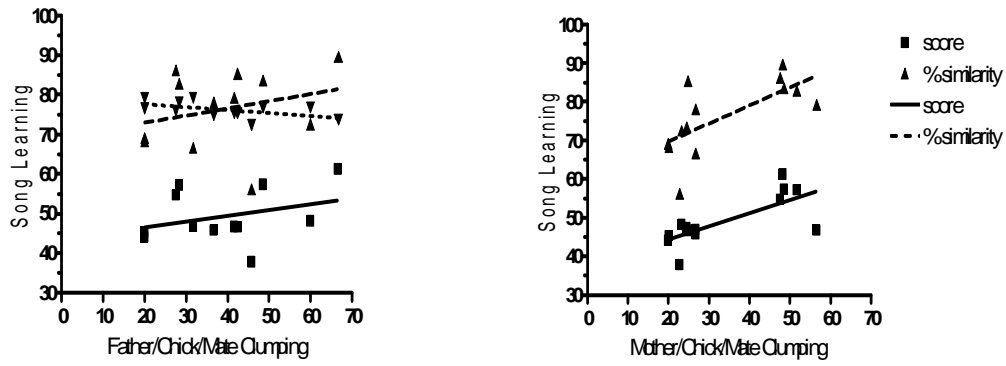 100
90
80
70
60
50
40
30
Song Learning
0 10 20 30 40 50 60 70
Father/Chick/Mate Clumping
100
90
80
70
60
50
40
30
Song Learning
0 10 20 30 40 50 60 70
Mother/Chick/Mate Clumping
score
%similarity
score
%similarity